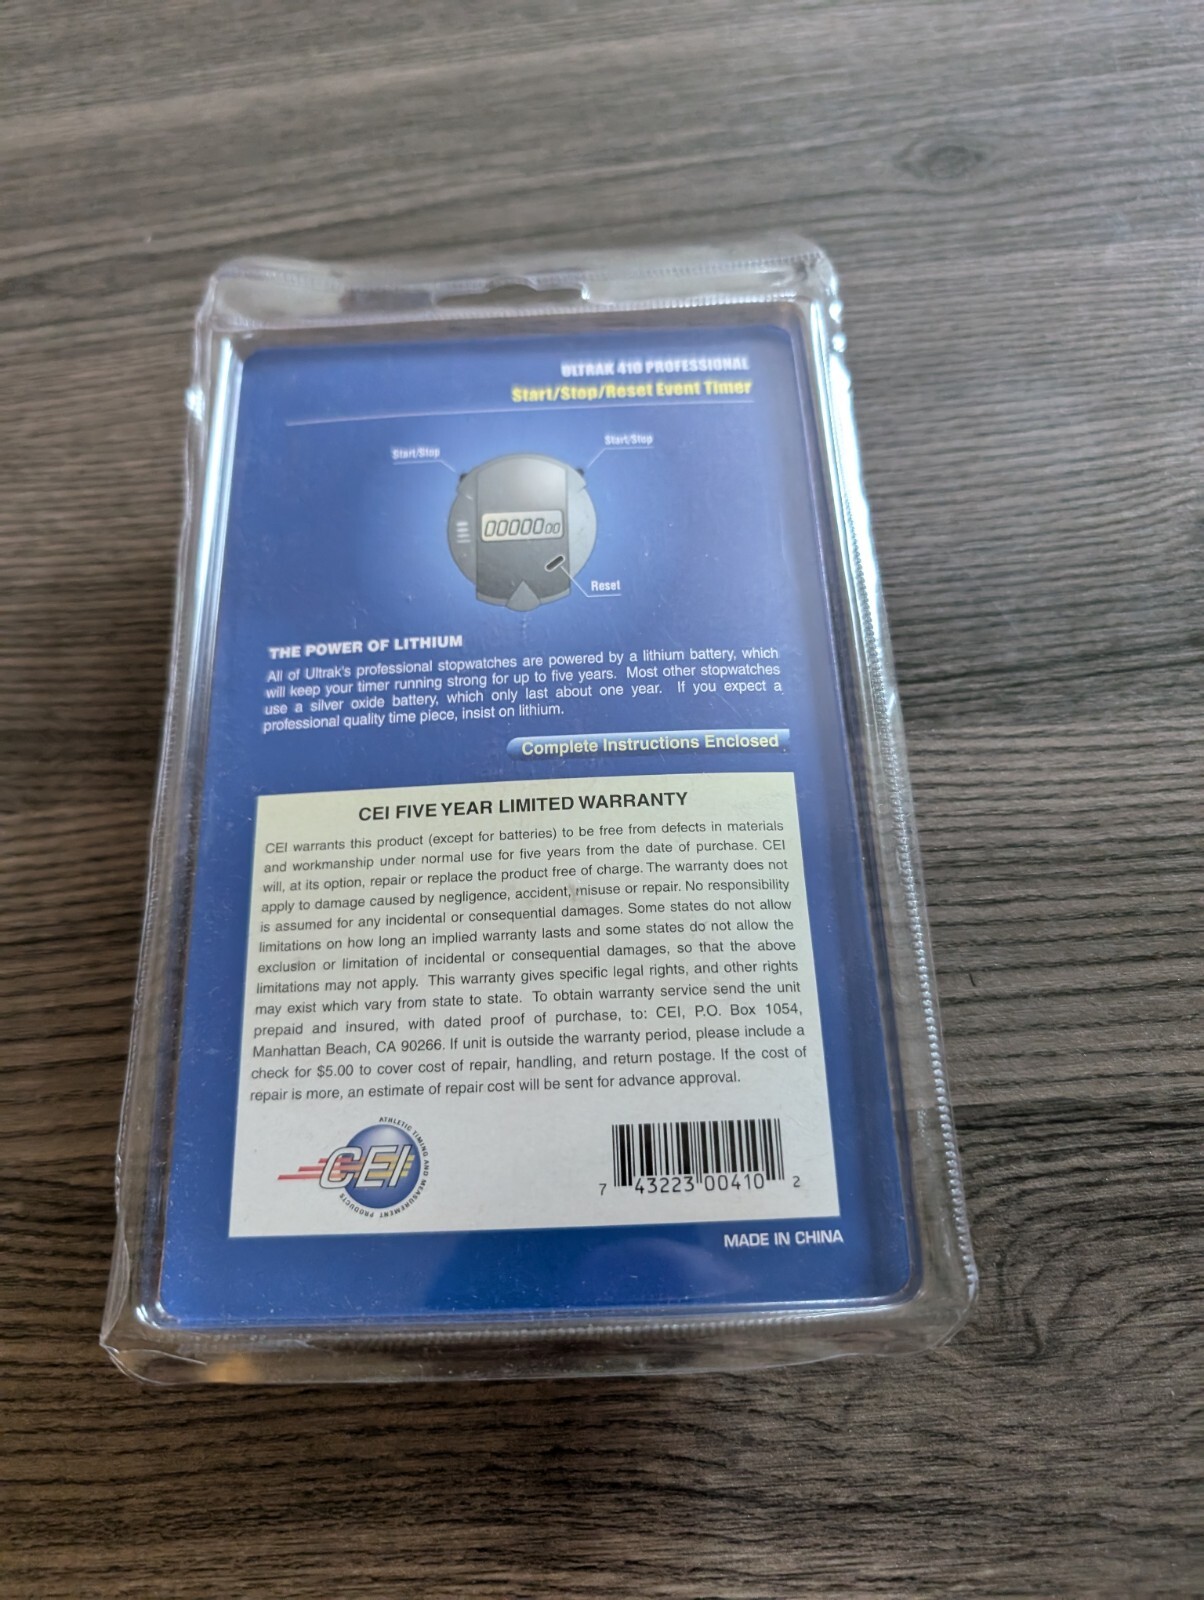 ULTRAK 410 PROFESSIONAL
Start/Stop/Reset Event Timer
Start/Stop
Start/Stop
0000000
Reset
THE POWER OF LITHIUM
All of Ultrak's professional stopwatches are powered by a lithium battery, which
will keep your timer running strong for up to five years. Most other stopwatches
use a silver oxide battery, which only last about one year. If you expect a
professional quality time piece, insist on lithium.
Complete Instructions Enclosed
CEI FIVE YEAR LIMITED WARRANTY
CEI warrants this product (except for batteries) to be free from defects in materials
and workmanship under normal use for five years from the date of purchase. CEI
will, at its option, repair or replace the product free of charge. The warranty does not
apply to damage caused by negligence, accident, misuse or repair. No responsibility
is assumed for any incidental or consequential damages. Some states do not allow
limitations on how long an implied warranty lasts and some states do not allow the
exclusion or limitation of incidental or consequential damages, so that the above
limitations may not apply. This warranty gives specific legal rights, and other rights
may exist which vary from state to state. To obtain warranty service send the unit
prepaid and insured, with dated proof of purchase, to: CEI, P.O. Box 1054,
Manhattan Beach, CA 90266. If unit is outside the warranty period, please include a
check for $5.00 to cover cost of repair, handling, and return postage. If the cost of
repair is more, an estimate of repair cost will be sent for advance approval.
ATHLETIC TIMING AND MEASUREMENT PRODUCTS
CEI
7 43223 00410 2
MADE IN CHINA